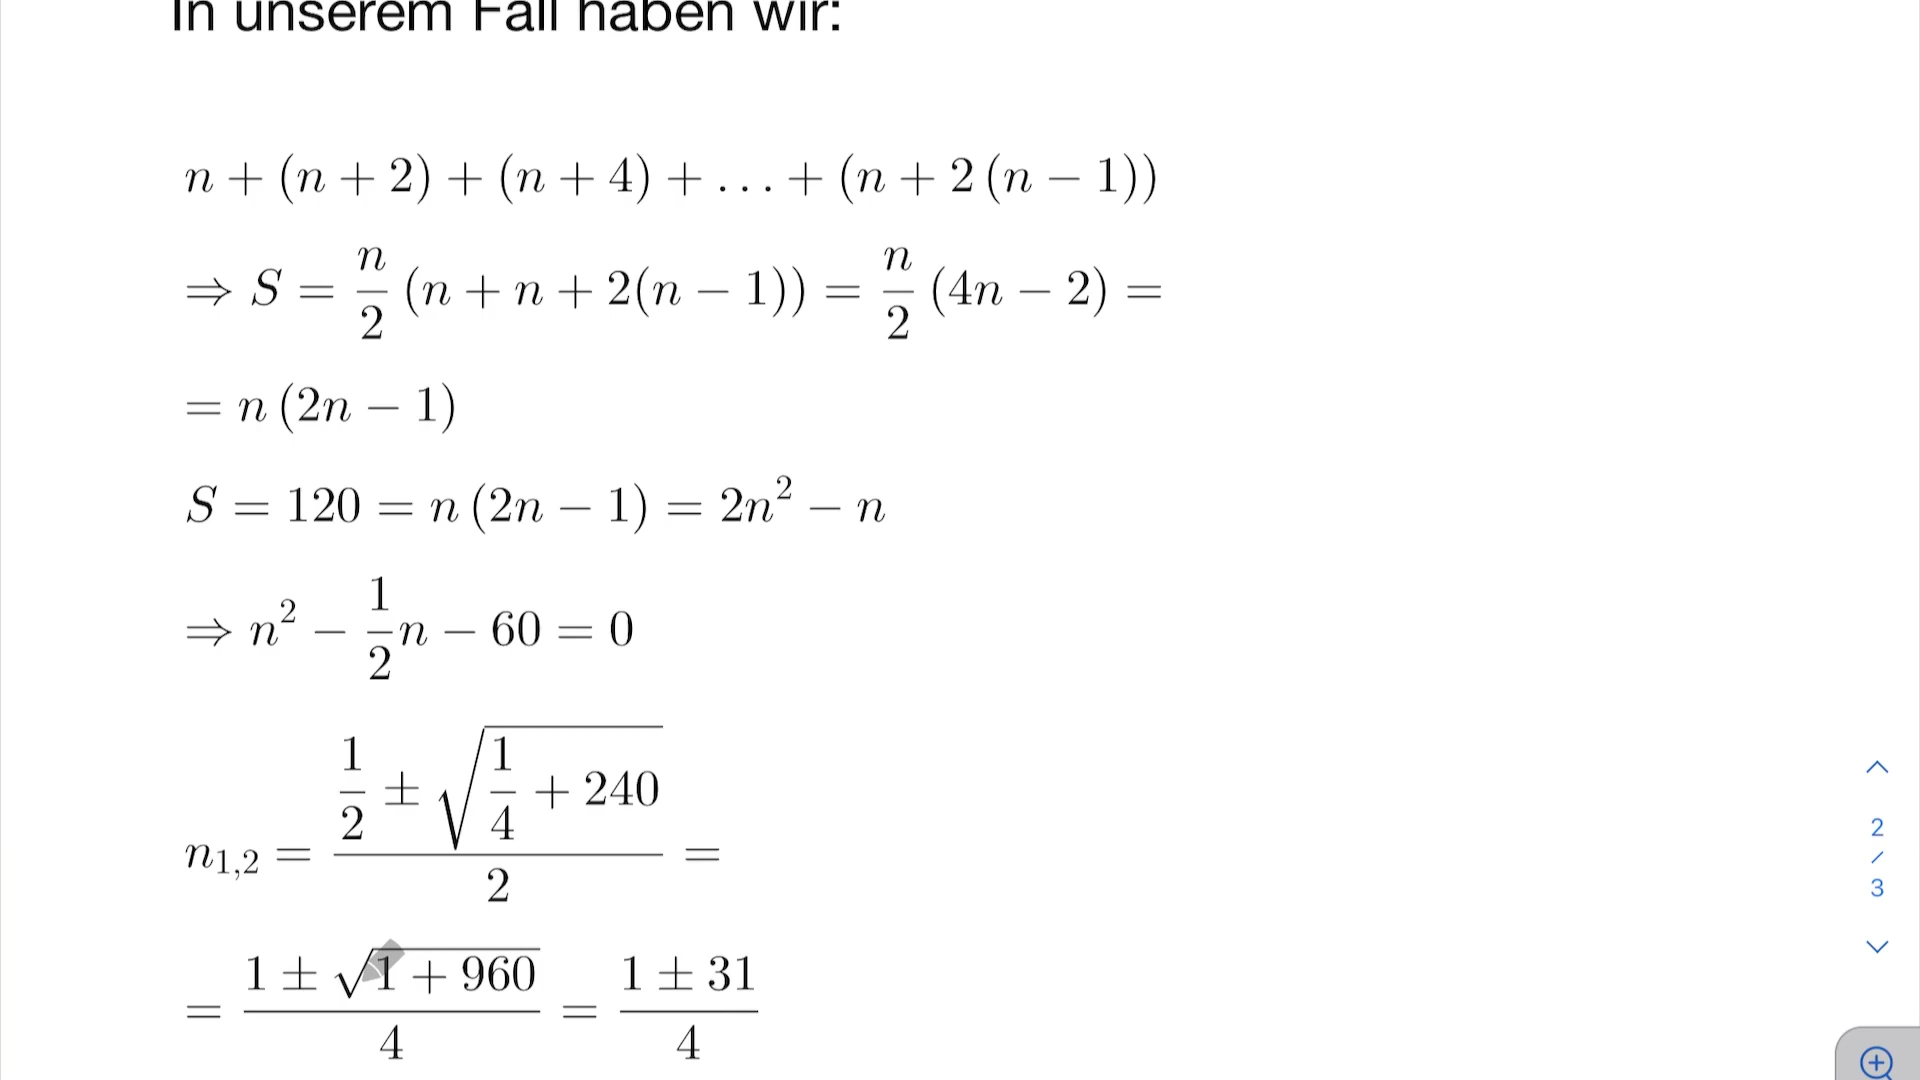 In unserem Fall haben wir:
n + (n + 2) + (n + 4) + ... + (n + 2 (n − 1))
⇒ S = n/2 (n + n + 2(n − 1)) = n/2 (4n − 2) =
= n (2n − 1)
S = 120 = n (2n − 1) = 2n² − n
⇒ n² − 1/2 n − 60 = 0
n₁,₂ = (1/2 ± √(1/4 + 240))/2 =
= (1 ± √(1 + 960))/4 = (1 ± 31)/4
2
/
3